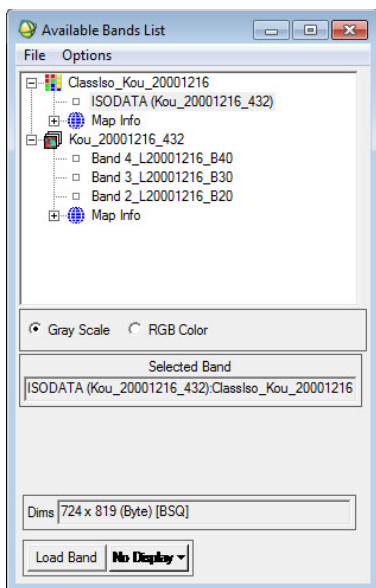 Available Bands List
File Options
ClassIso_Kou_20001216
ISODATA (Kou_20001216_432)
Map Info
Kou_20001216_432
Band 4_L20001216_B40
Band 3_L20001216_B30
Band 2_L20001216_B20
Map Info
Gray Scale RGB Color
Selected Band
ISODATA (Kou_20001216_432):ClassIso_Kou_20001216
Dims 724 x 819 (Byte) [BSQ]
Load Band No Display